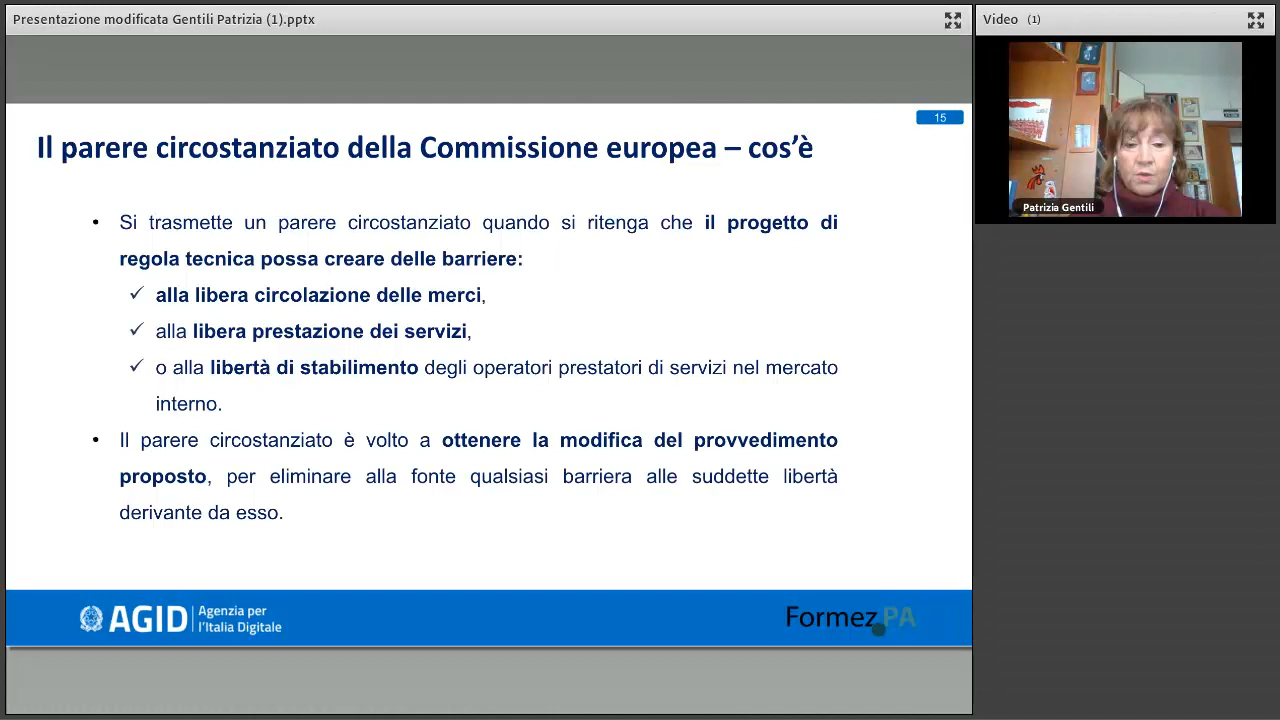 Presentazione modificata Gentili Patrizia (1).pptx
Video (1)
Patrizia Gentili
15
Il parere circostanziato della Commissione europea – cos’è
• Si trasmette un parere circostanziato quando si ritenga che il progetto di
regola tecnica possa creare delle barriere:
✓ alla libera circolazione delle merci,
✓ alla libera prestazione dei servizi,
✓ o alla libertà di stabilimento degli operatori prestatori di servizi nel mercato
interno.
• Il parere circostanziato è volto a ottenere la modifica del provvedimento
proposto, per eliminare alla fonte qualsiasi barriera alle suddette libertà
derivante da esso.
AGID
Agenzia per
l’Italia Digitale
Formez PA